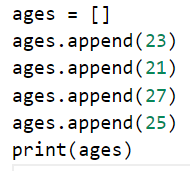 ages = []
ages.append(23)
ages.append(21)
ages.append(27)
ages.append(25)
print(ages)